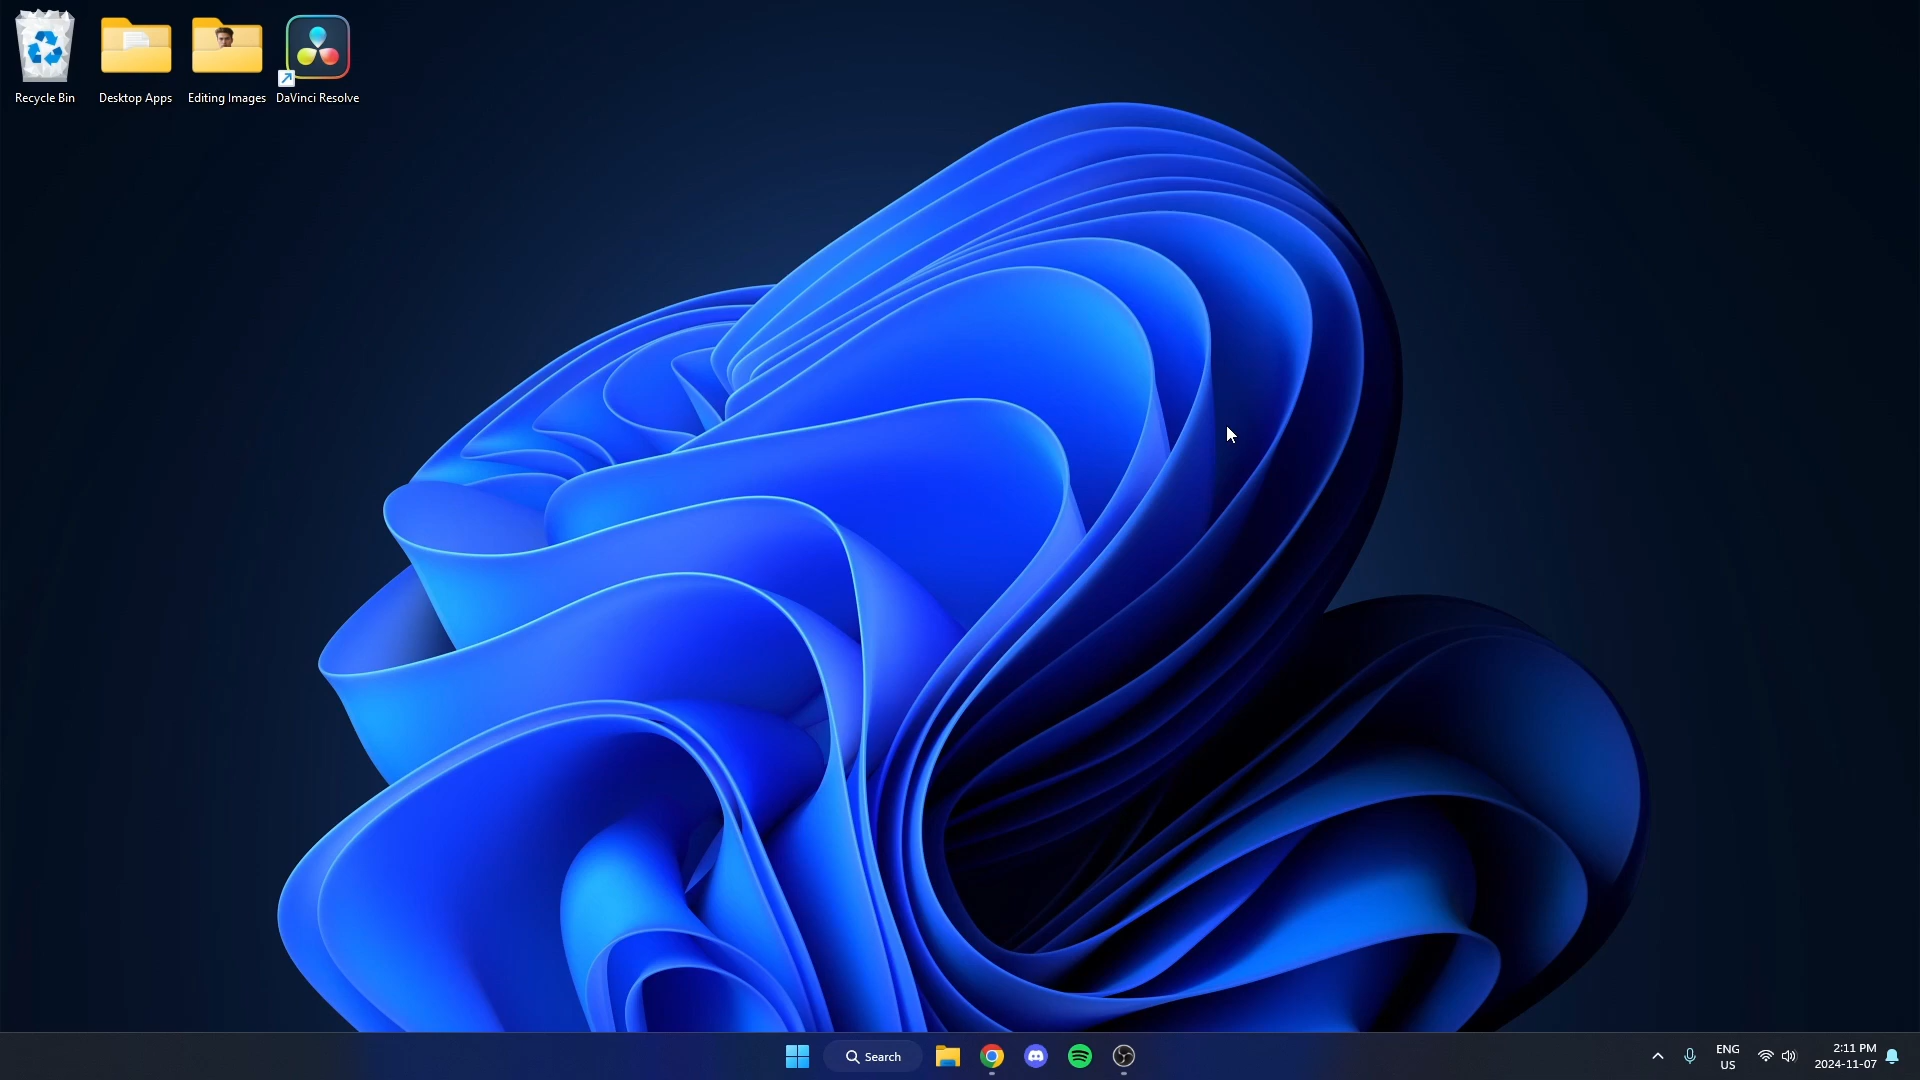 Recycle Bin
Desktop Apps
Editing Images
DaVinci Resolve
Search
ENG
US
2:11 PM
2024-11-07